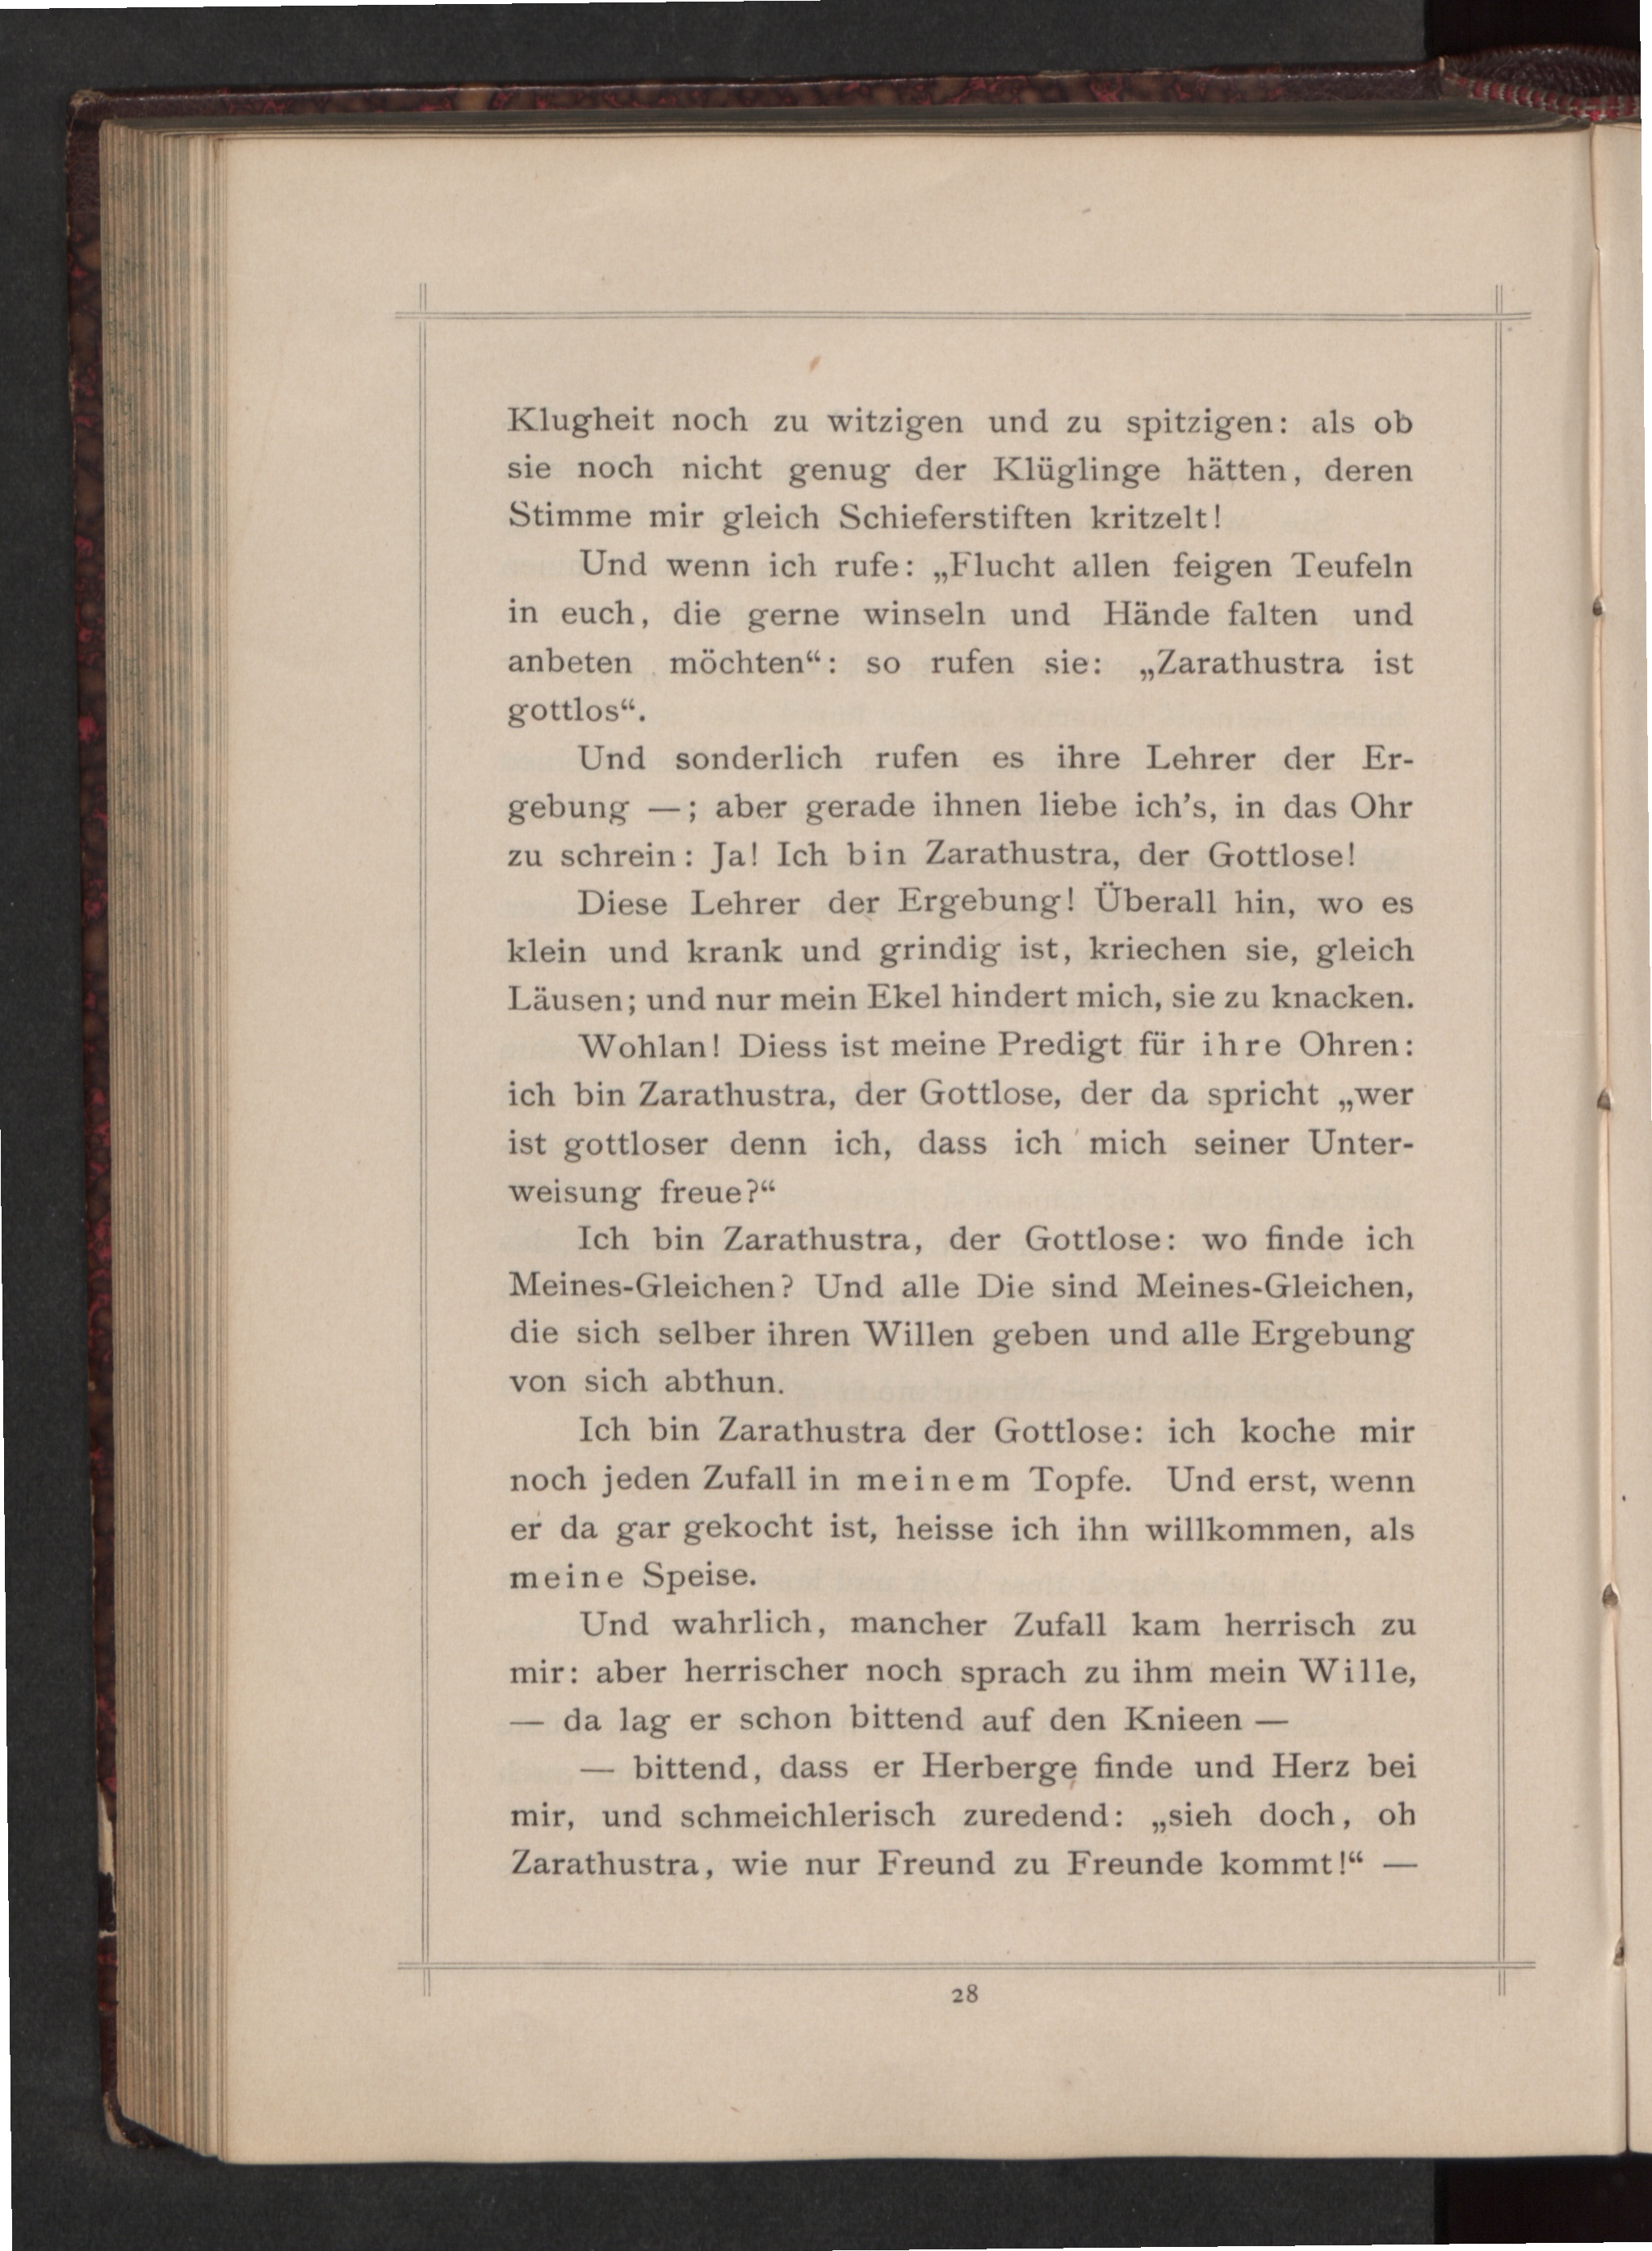 Klugheit noch zu witzigen und zu spitzigen: als ob
sie noch nicht genug der Klüglinge hätten, deren
Stimme mir gleich Schieferstiften kritzelt!
Und wenn ich rufe: „Flucht allen feigen Teufeln
in euch, die gerne winseln und Hände falten und
anbeten möchten“: so rufen sie: „Zarathustra ist
gottlos“.
Und sonderlich rufen es ihre Lehrer der Er-
gebung —; aber gerade ihnen liebe ich's, in das Ohr
zu schrein: Ja! Ich bin Zarathustra, der Gottlose!
Diese Lehrer der Ergebung! Überall hin, wo es
klein und krank und grindig ist, kriechen sie, gleich
Läusen; und nur mein Ekel hindert mich, sie zu knacken.
Wohlan! Diess ist meine Predigt für ihre Ohren:
ich bin Zarathustra, der Gottlose, der da spricht „wer
ist gottloser denn ich, dass ich mich seiner Unter-
weisung freue?“
Ich bin Zarathustra, der Gottlose: wo finde ich
Meines-Gleichen? Und alle Die sind Meines-Gleichen,
die sich selber ihren Willen geben und alle Ergebung
von sich abthun.
Ich bin Zarathustra der Gottlose: ich koche mir
noch jeden Zufall in meinem Topfe. Und erst, wenn
er da gar gekocht ist, heisse ich ihn willkommen, als
meine Speise.
Und wahrlich, mancher Zufall kam herrisch zu
mir: aber herrischer noch sprach zu ihm mein Wille,
— da lag er schon bittend auf den Knieen —
— bittend, dass er Herberge finde und Herz bei
mir, und schmeichlerisch zuredend: „sieh doch, oh
Zarathustra, wie nur Freund zu Freunde kommt!“ —
28